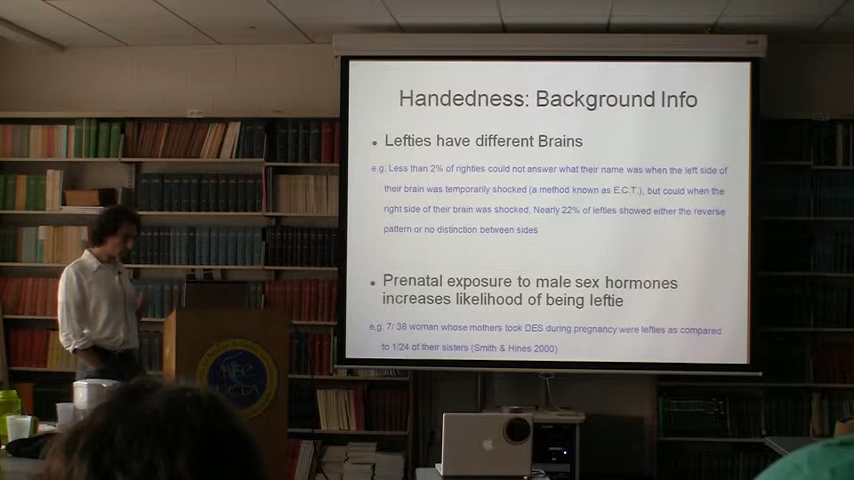 Handedness: Background Info
• Lefties have different Brains
e.g. Less than 2% of righties could not answer what their name was when the left side of
their brain was temporarily shocked (a method known as E.C.T.), but could when the
right side of their brain was shocked. Nearly 22% of lefties showed either the reverse
pattern or no distinction between sides
• Prenatal exposure to male sex hormones
increases likelihood of being leftie
e.g. 7/ 38 woman whose mothers took DES during pregnancy were lefties as compared
to 1/24 of their sisters (Smith & Hines 2000)